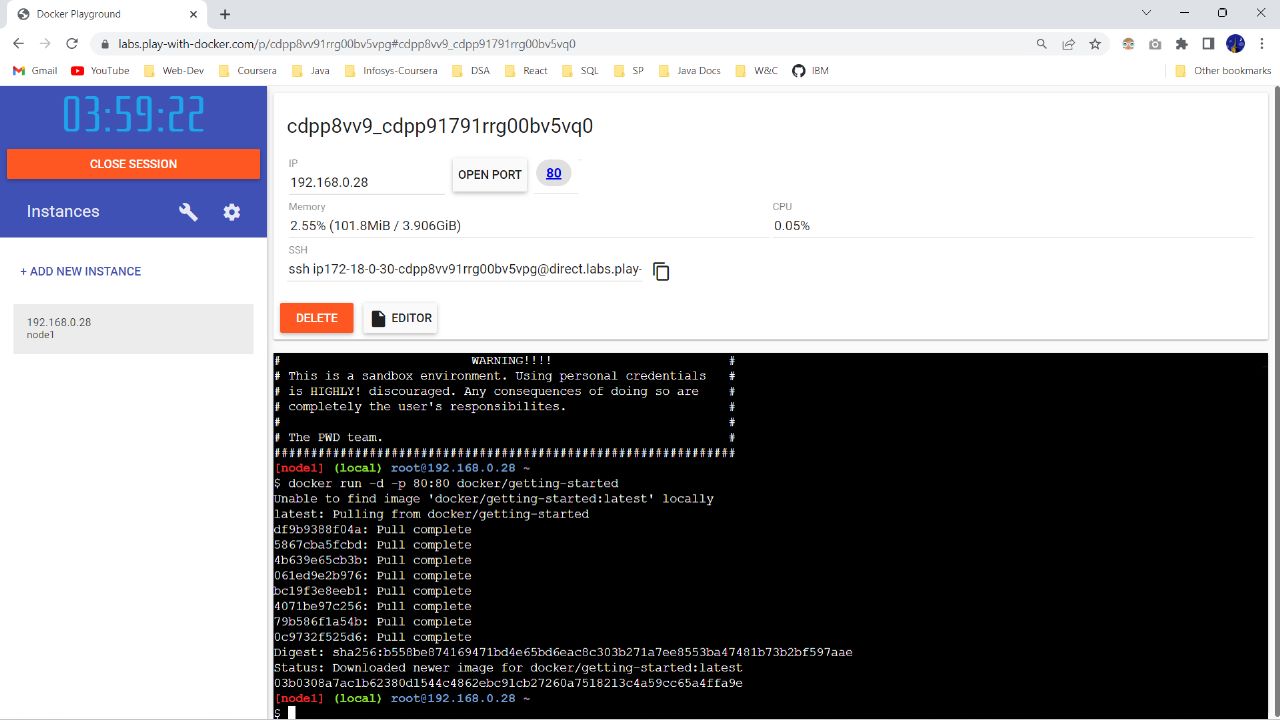 Docker Playground
labs.play-with-docker.com/p/cdpp8vv91rrg00bv5vpg#cdpp8vv9_cdpp91791rrg00bv5vq0
Gmail YouTube Web-Dev Coursera Java Infosys-Coursera DSA React SQL SP Java Docs W&C IBM Other bookmarks
03:59:22
CLOSE SESSION
Instances
+ ADD NEW INSTANCE
192.168.0.28
node1
cdpp8vv9_cdpp91791rrg00bv5vq0
IP
192.168.0.28
OPEN PORT
80
Memory
2.55% (101.8MiB / 3.906GiB)
CPU
0.05%
SSH
ssh ip172-18-0-30-cdpp8vv91rrg00bv5vpg@direct.labs.play-
DELETE
EDITOR
# WARNING!!!! #
# This is a sandbox environment. Using personal credentials #
# is HIGHLY! discouraged. Any consequences of doing so are #
# completely the user's responsibilites. #
# #
# The PWD team. #
###############################################################
[node1] (local) root@192.168.0.28 ~
$ docker run -d -p 80:80 docker/getting-started
Unable to find image 'docker/getting-started:latest' locally
latest: Pulling from docker/getting-started
df9b9388f04a: Pull complete
5867cba5fcbd: Pull complete
4b639e65cb3b: Pull complete
061ed9e2b976: Pull complete
bc19f3e8eeb1: Pull complete
4071be97c256: Pull complete
79b586f1a54b: Pull complete
0c9732f525d6: Pull complete
Digest: sha256:b558be874169471bd4e65bd6eac8c303b271a7ee8553ba47481b73b2bf597aae
Status: Downloaded newer image for docker/getting-started:latest
03b0308a7ac1b62380d1544c4862ebc91cb27260a7518213c4a59cc65a4ffa9e
[node1] (local) root@192.168.0.28 ~
$